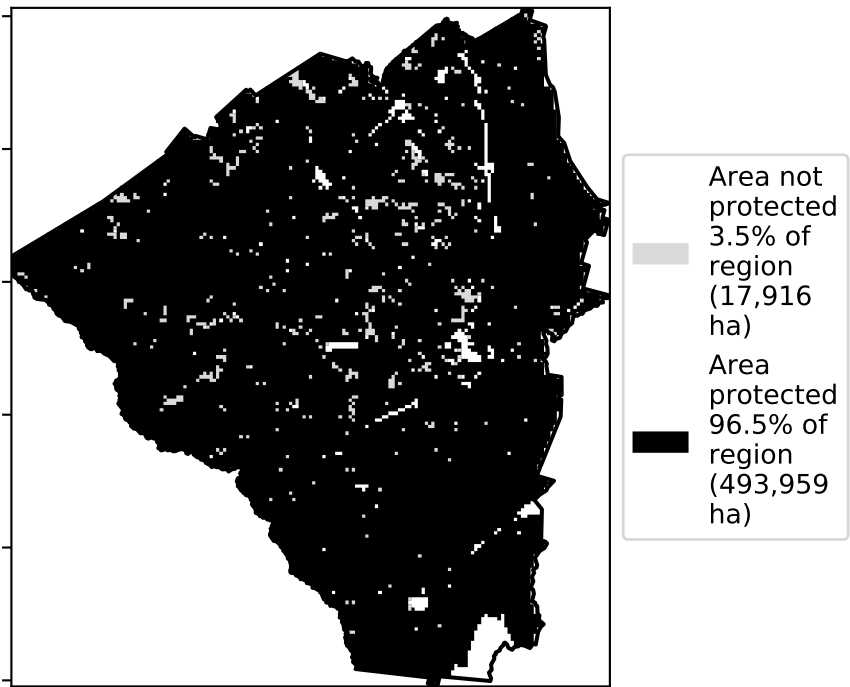 Area not
protected
3.5% of
region
(17,916
ha)
Area
protected
96.5% of
region
(493,959
ha)